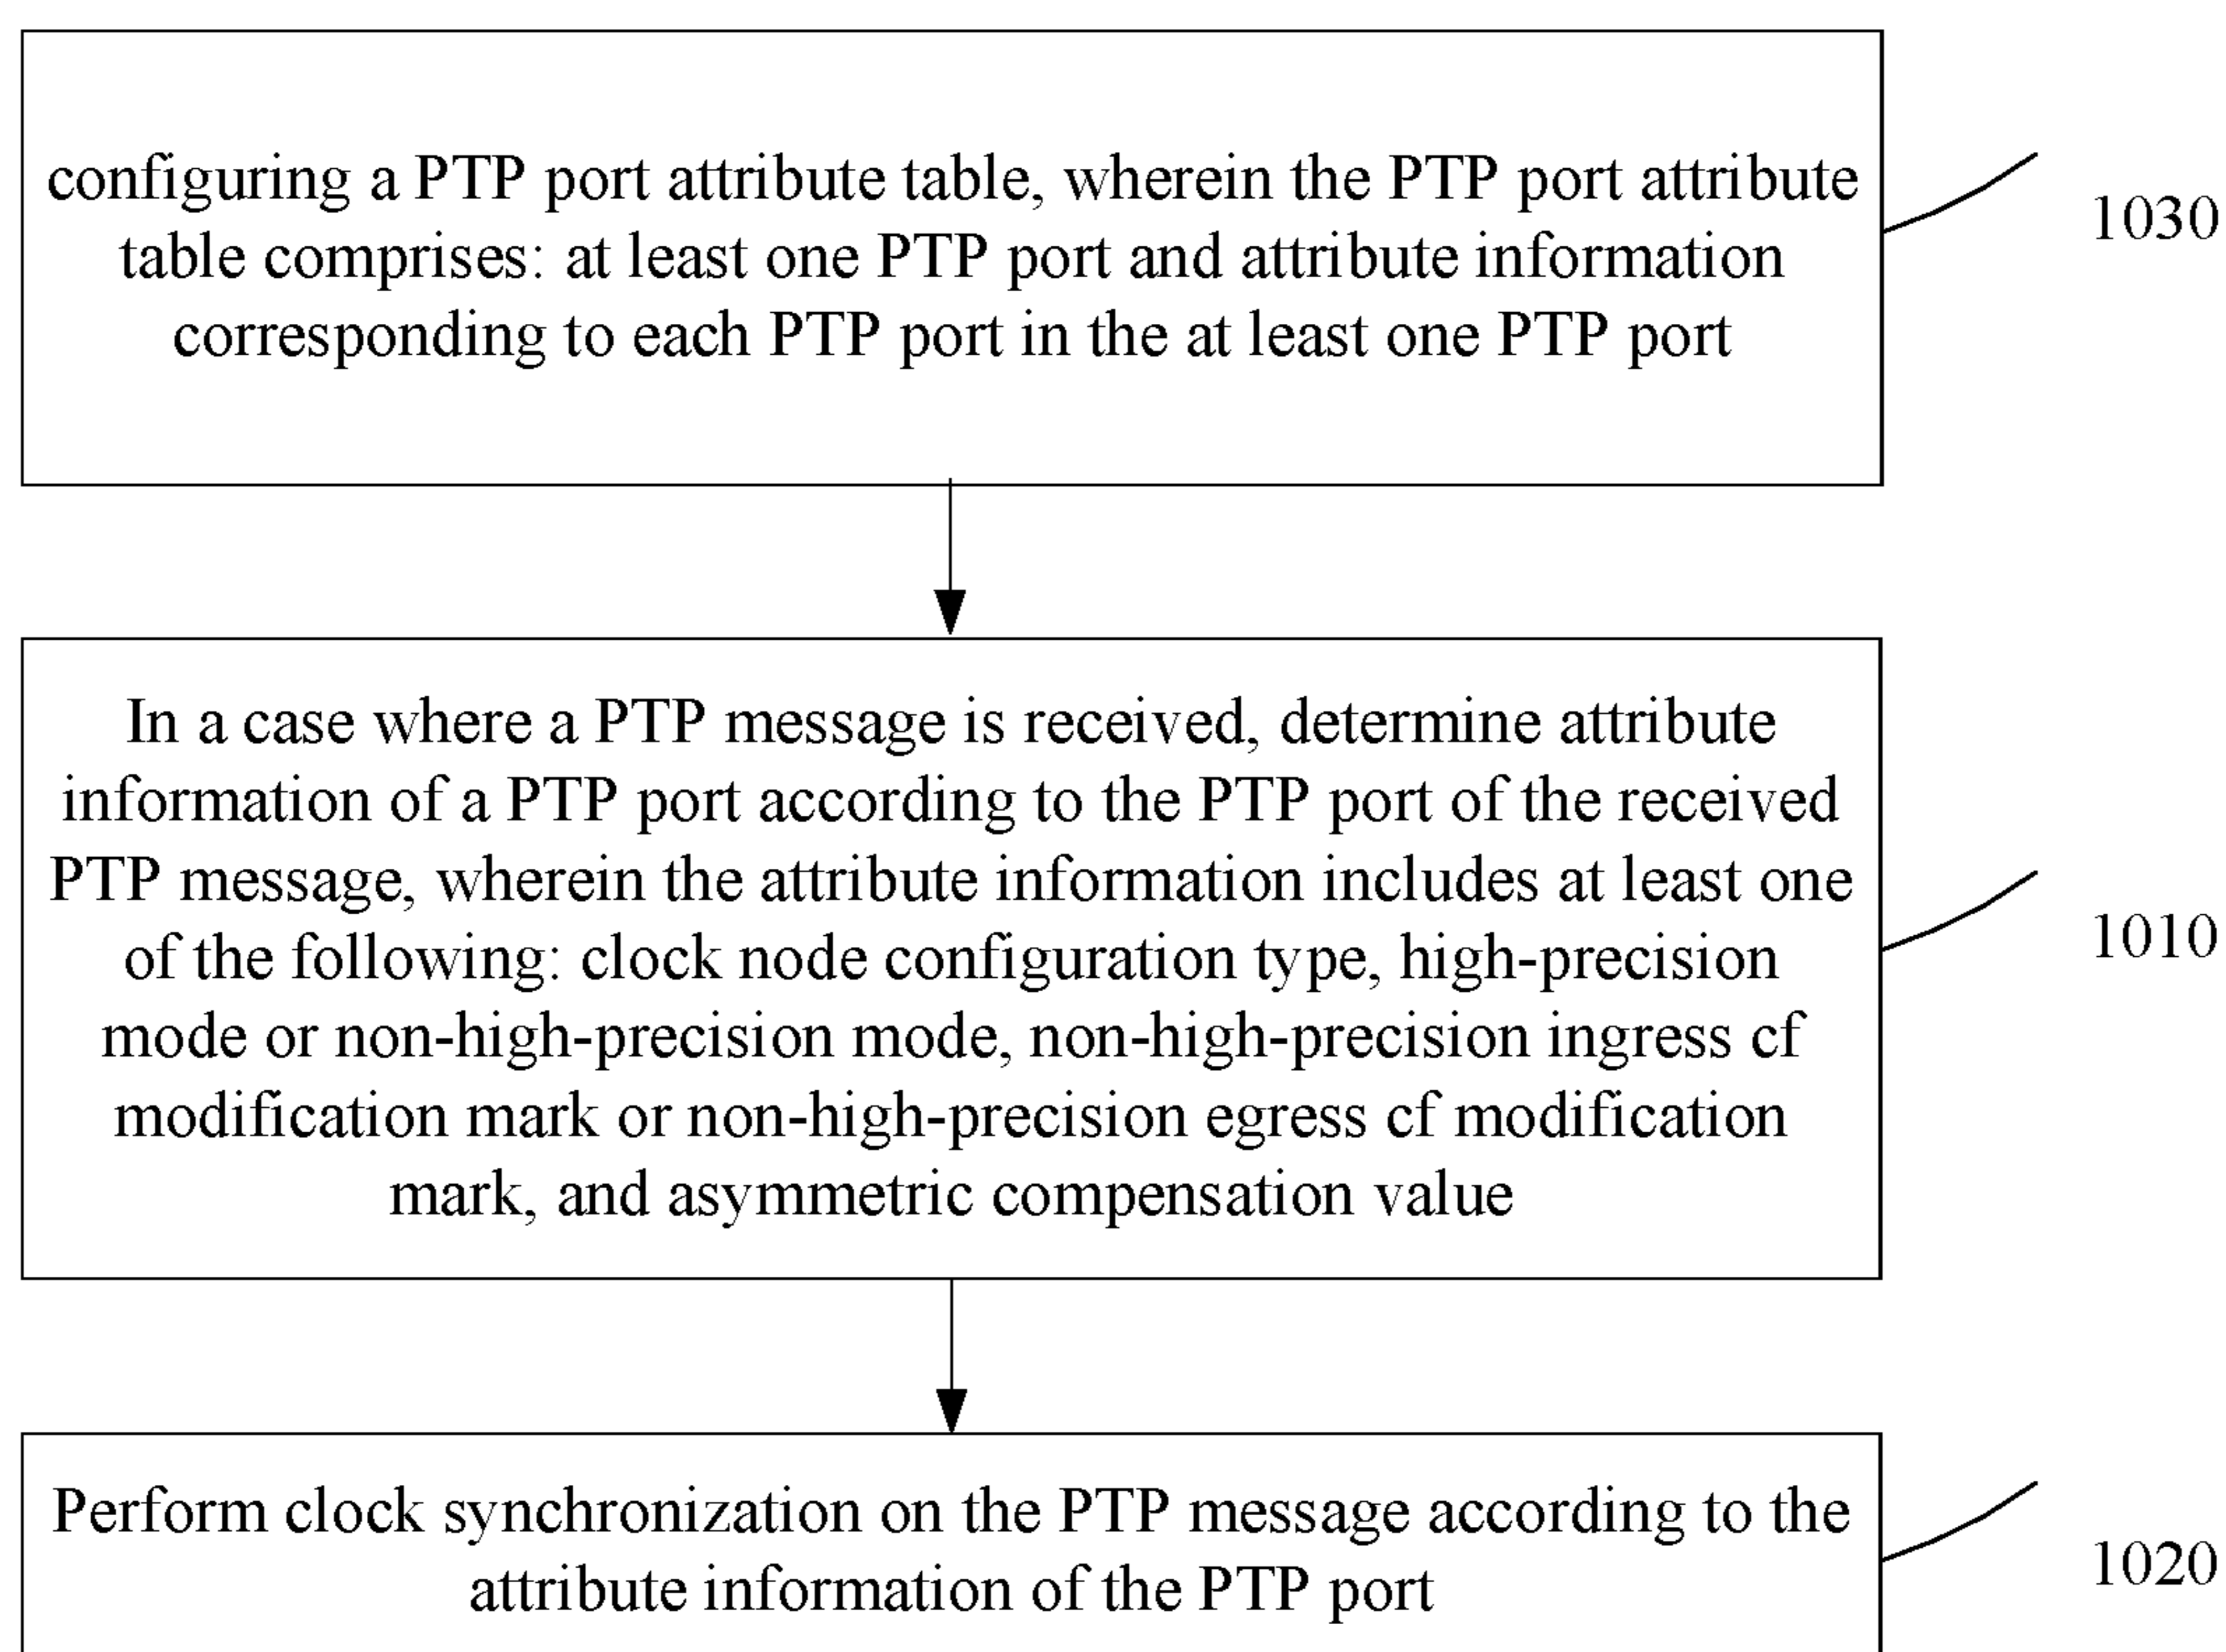 configuring a PTP port attribute table, wherein the PTP port attribute
table comprises: at least one PTP port and attribute information
corresponding to each PTP port in the at least one PTP port
1030
In a case where a PTP message is received, determine attribute
information of a PTP port according to the PTP port of the received
PTP message, wherein the attribute information includes at least one
of the following: clock node configuration type, high-precision
mode or non-high-precision mode, non-high-precision ingress cf
modification mark or non-high-precision egress cf modification
mark, and asymmetric compensation value
1010
Perform clock synchronization on the PTP message according to the
attribute information of the PTP port
1020